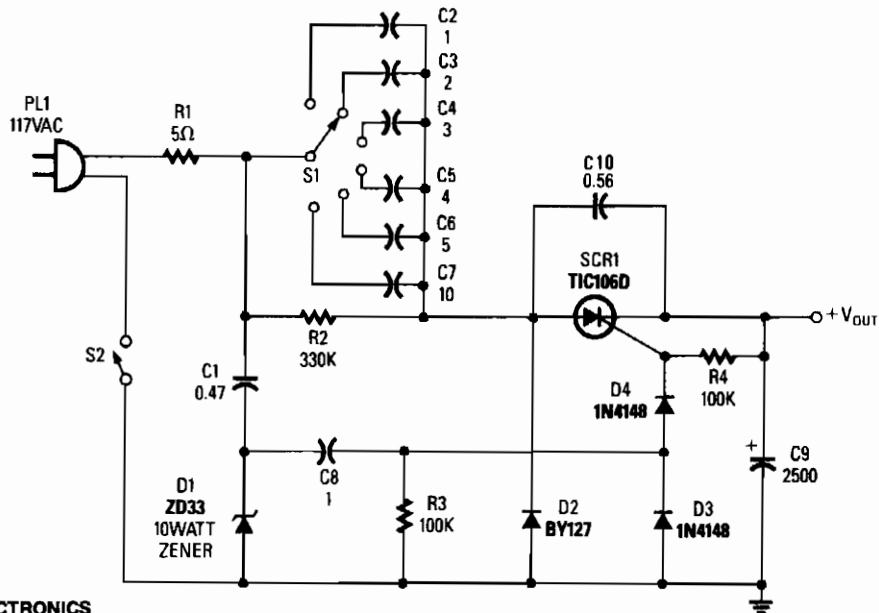 C2
1
C3
2
PL1
117VAC
R1
5Ω
C4
3
S1
C10
0.56
C5
4
SCR1
TIC106D
C6
5
C7
10
+VOUT
R2
330K
S2
R4
100K
C1
0.47
D4
1N4148
C8
1
+
C9
2500
D1
ZD33
10WATT
ZENER
R3
100K
D2
BY127
D3
1N4148
CTRONICS